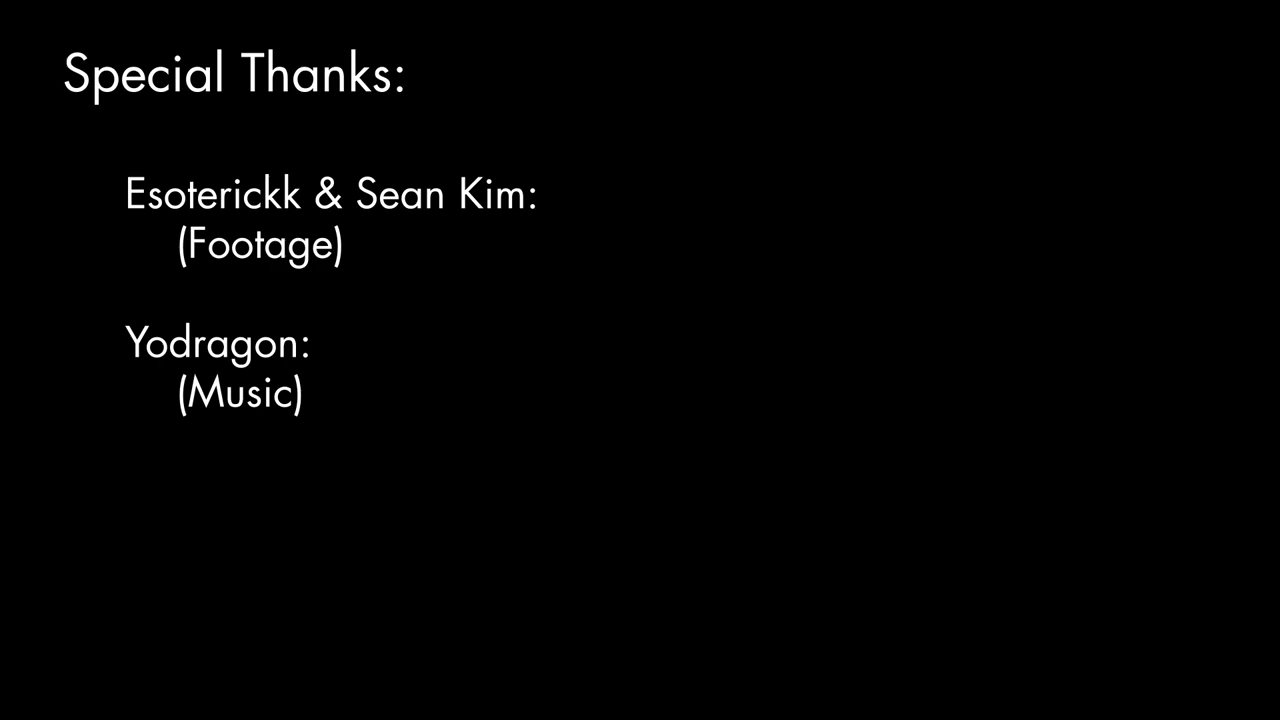 Special Thanks:
Esoterickk & Sean Kim:
(Footage)
Yodragon:
(Music)